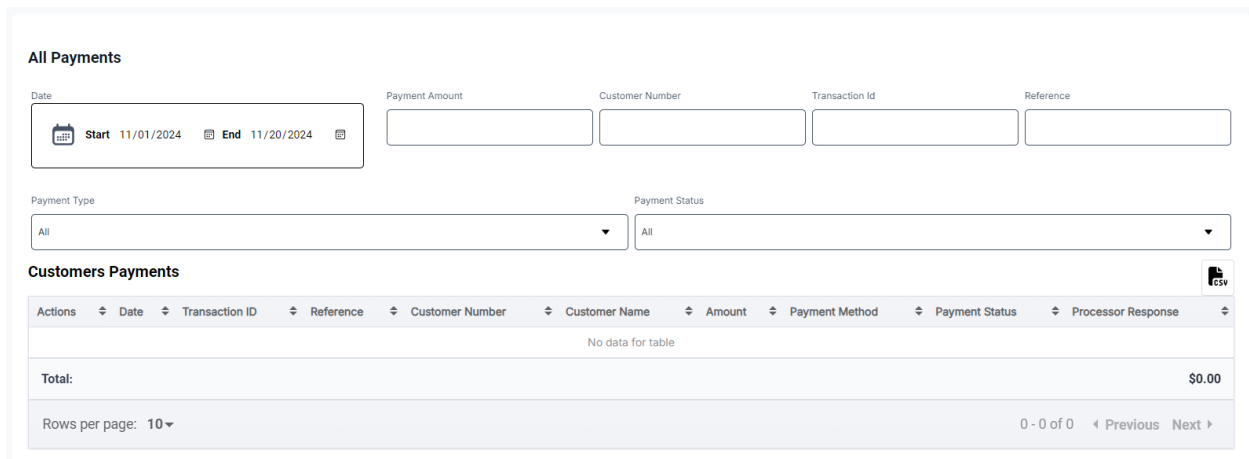 All Payments
Date Payment Amount Customer Number Transaction Id Reference
Start 11/01/2024 End 11/20/2024
Payment Type Payment Status
All All
Customers Payments
CSV
Actions Date Transaction ID Reference Customer Number Customer Name Amount Payment Method Payment Status Processor Response
No data for table
Total: $0.00
Rows per page: 10 0 - 0 of 0 Previous Next